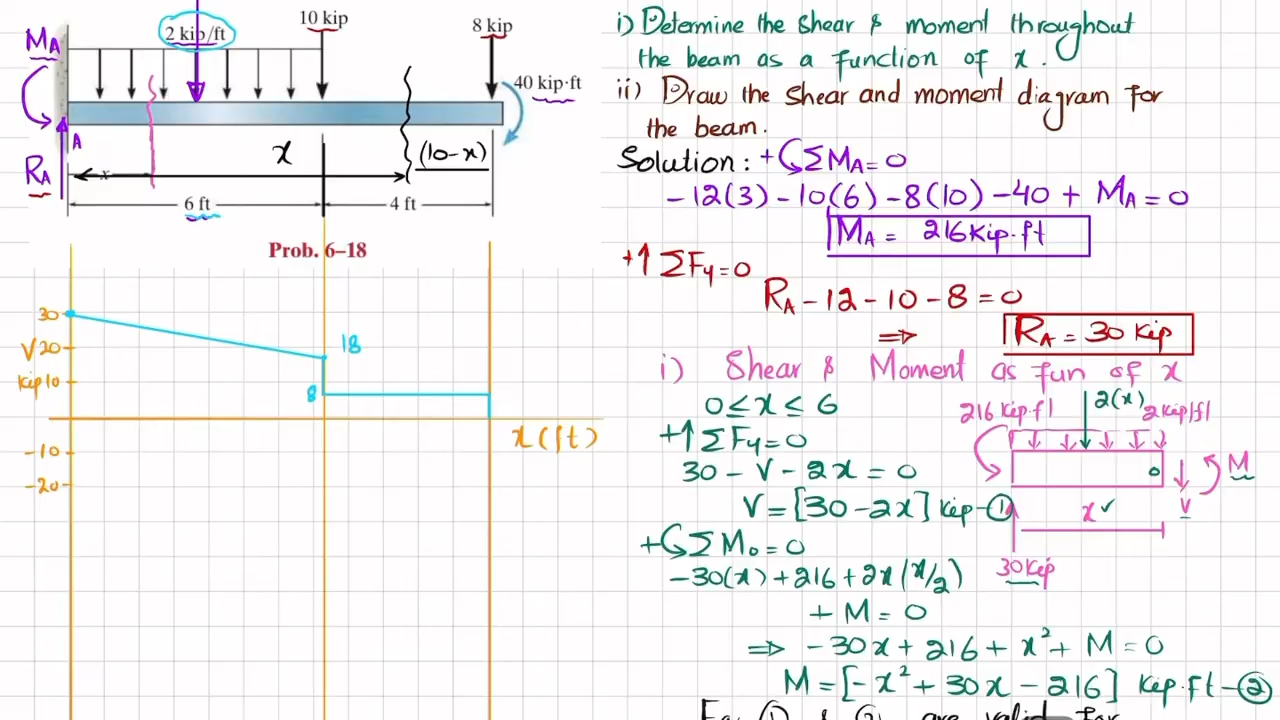 10 kip
8 kip
2 kip/ft
MA
40 kip·ft
A
x
(10-x)
RA
x
6 ft
4 ft
Prob. 6–18
30
V 20
kip 10
-10
-20
18
8
x (ft)
i) Determine the shear & moment throughout
the beam as a function of x.
ii) Draw the shear and moment diagram for
the beam.
Solution: + ΣMA = 0
-12(3) -10(6) -8(10) -40 + MA = 0
MA = 216 Kip·ft
+↑ ΣFy = 0
RA - 12 - 10 - 8 = 0
⇒ RA = 30 Kip
i) Shear & Moment as fun of x
0 ≤ x ≤ 6
+↑ ΣFy = 0
30 - V - 2x = 0
V = [30 - 2x] kip - ①
+ ΣMo = 0
-30(x) + 216 + 2x(x/2)
+ M = 0
⇒ -30x + 216 + x² + M = 0
M = [-x² + 30x - 216] Kip·ft - ②
Eq ① & ② are valid for
216 Kip·ft
2(x)
2 Kip/ft
o
M
V
x ✓
30 Kip